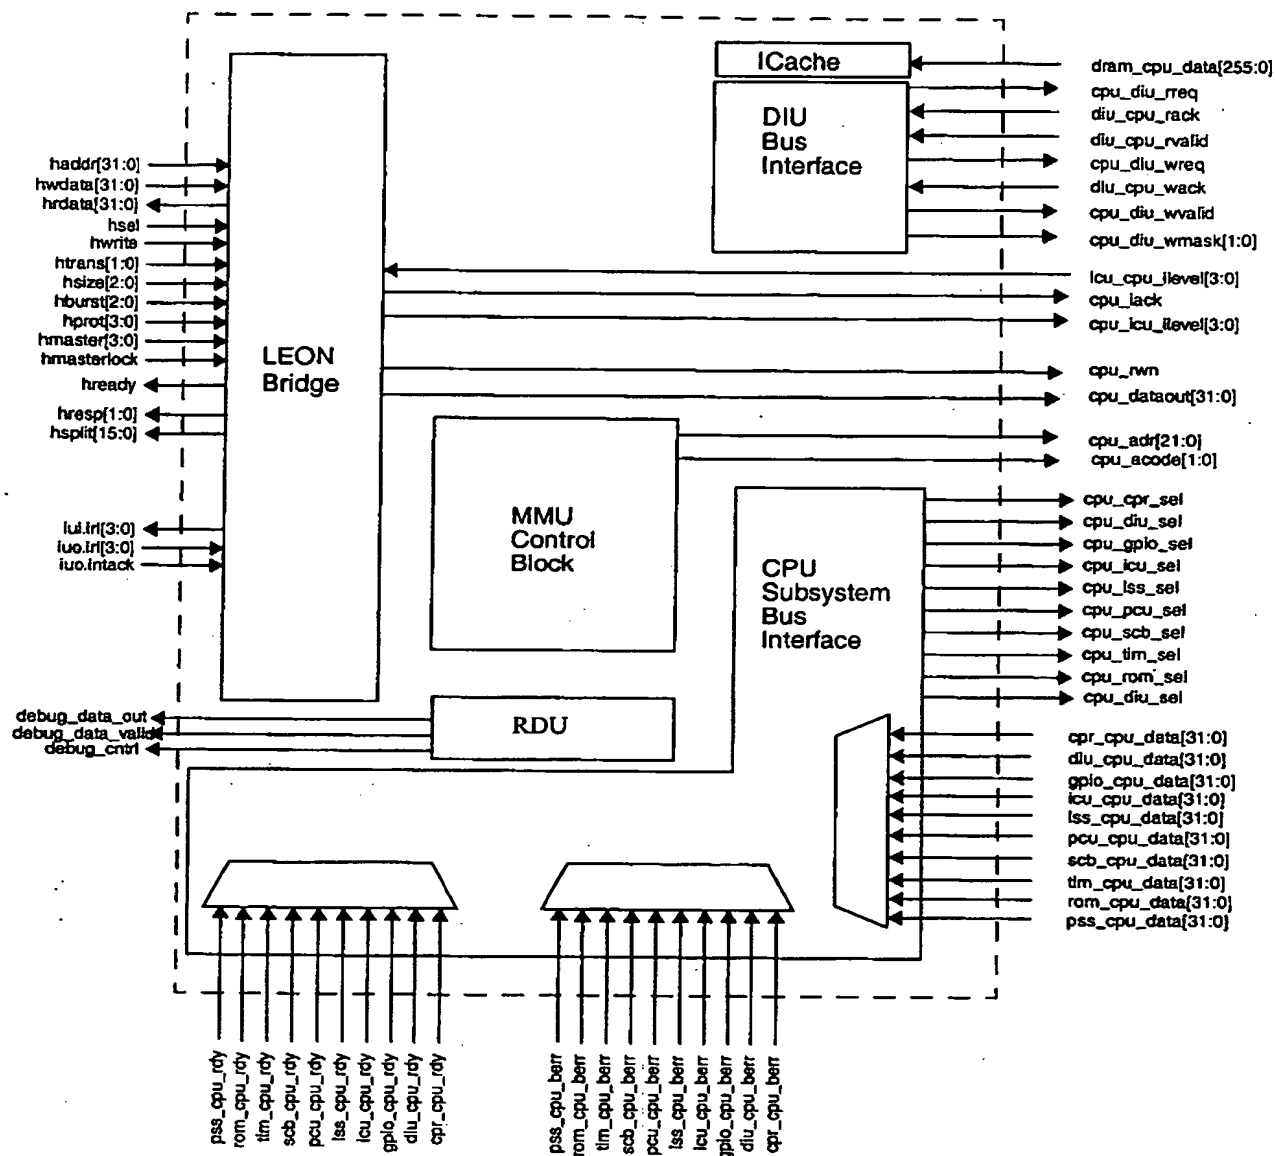 ICache
DIU
Bus
Interface
dram_cpu_data[255:0]
cpu_diu_rreq
diu_cpu_rack
diu_cpu_rvalid
cpu_diu_wreq
diu_cpu_wack
cpu_diu_wvalid
cpu_diu_wmask[1:0]
haddr[31:0]
hwdata[31:0]
hrdata[31:0]
hsel
hwrite
htrans[1:0]
hsize[2:0]
hburst[2:0]
hprot[3:0]
hmaster[3:0]
hmasterlock
hready
hresp[1:0]
hsplit[15:0]
iui.irl[3:0]
iuo.irl[3:0]
iuo.intack
LEON
Bridge
icu_cpu_ilevel[3:0]
cpu_iack
cpu_icu_ilevel[3:0]
cpu_rwn
cpu_dataout[31:0]
cpu_adr[21:0]
cpu_acode[1:0]
MMU
Control
Block
CPU
Subsystem
Bus
Interface
cpu_cpr_sel
cpu_diu_sel
cpu_gpio_sel
cpu_icu_sel
cpu_lss_sel
cpu_pcu_sel
cpu_scb_sel
cpu_tim_sel
cpu_rom_sel
cpu_diu_sel
debug_data_out
debug_data_valid
debug_cntrl
RDU
cpr_cpu_data[31:0]
diu_cpu_data[31:0]
gpio_cpu_data[31:0]
icu_cpu_data[31:0]
lss_cpu_data[31:0]
pcu_cpu_data[31:0]
scb_cpu_data[31:0]
tim_cpu_data[31:0]
rom_cpu_data[31:0]
pss_cpu_data[31:0]
pss_cpu_rdy
rom_cpu_rdy
tim_cpu_rdy
scb_cpu_rdy
pcu_cpu_rdy
lss_cpu_rdy
icu_cpu_rdy
gpio_cpu_rdy
diu_cpu_rdy
cpr_cpu_rdy
pss_cpu_berr
rom_cpu_berr
tim_cpu_berr
scb_cpu_berr
pcu_cpu_berr
lss_cpu_berr
icu_cpu_berr
gpio_cpu_berr
diu_cpu_berr
cpr_cpu_berr